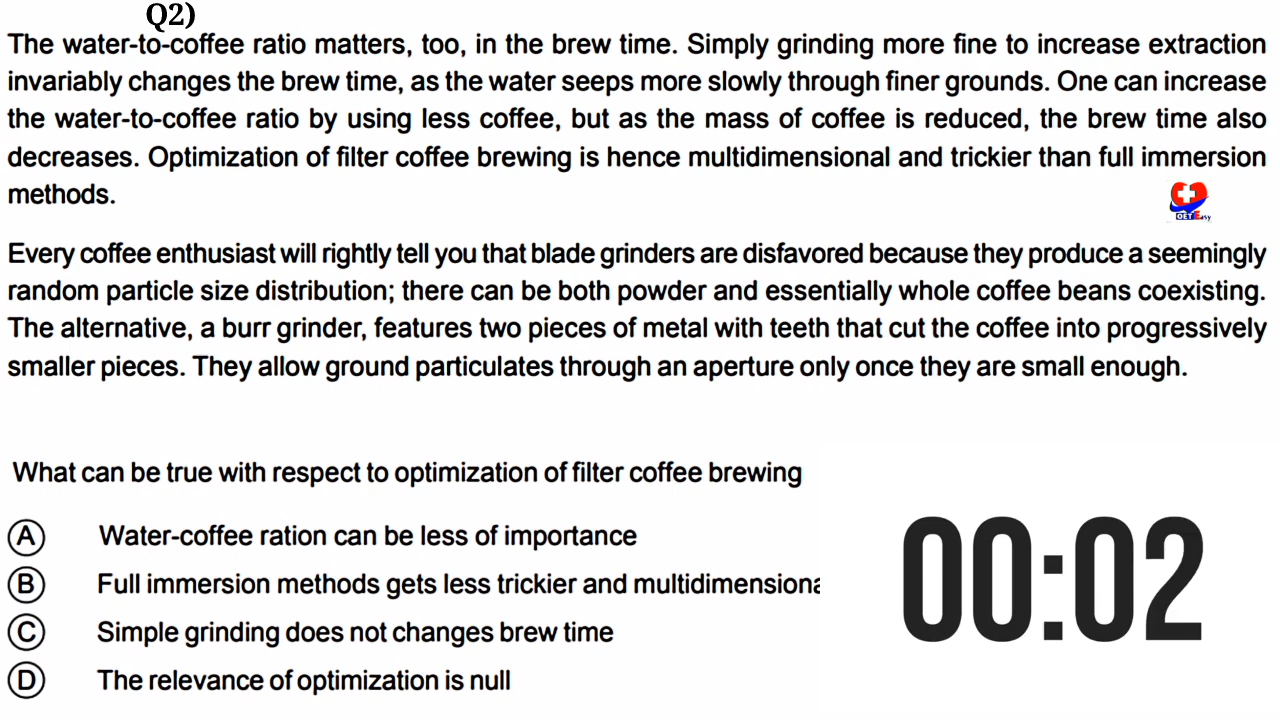 Q2)
The water-to-coffee ratio matters, too, in the brew time. Simply grinding more fine to increase extraction
invariably changes the brew time, as the water seeps more slowly through finer grounds. One can increase
the water-to-coffee ratio by using less coffee, but as the mass of coffee is reduced, the brew time also
decreases. Optimization of filter coffee brewing is hence multidimensional and trickier than full immersion
methods.
OET Easy
Every coffee enthusiast will rightly tell you that blade grinders are disfavored because they produce a seemingly
random particle size distribution; there can be both powder and essentially whole coffee beans coexisting.
The alternative, a burr grinder, features two pieces of metal with teeth that cut the coffee into progressively
smaller pieces. They allow ground particulates through an aperture only once they are small enough.
What can be true with respect to optimization of filter coffee brewing
A Water-coffee ration can be less of importance
B Full immersion methods gets less trickier and multidimensiona
C Simple grinding does not changes brew time
D The relevance of optimization is null
00:02